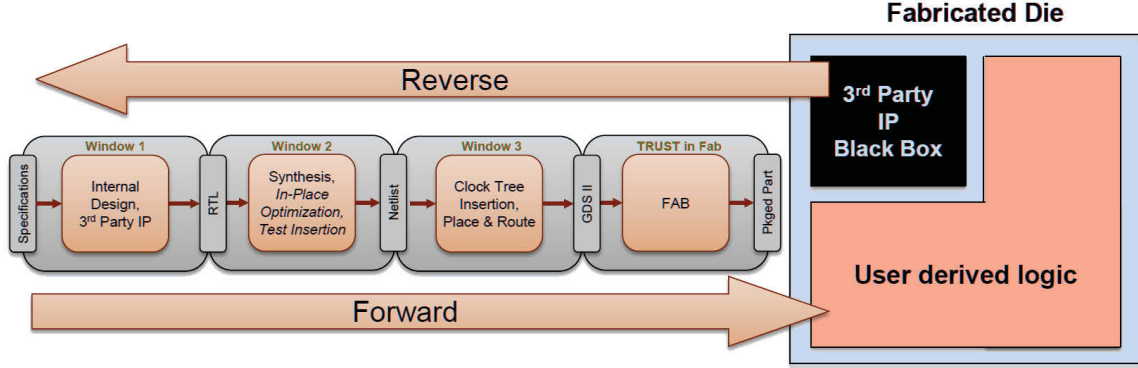 Fabricated Die
Reverse
3rd Party
IP
Black Box
Window 1
Window 2
Window 3
TRUST in Fab
Specifications
Internal
Design,
3rd Party IP
RTL
Synthesis,
In-Place
Optimization,
Test Insertion
Netlist
Clock Tree
Insertion,
Place & Route
GDS II
FAB
Pkged Part
User derived logic
Forward